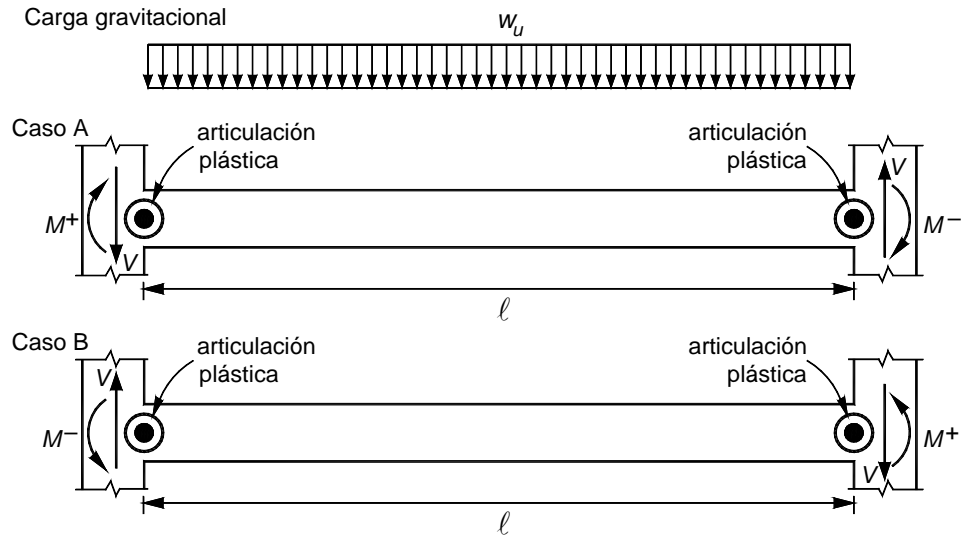 Carga gravitacional
w_u
Caso A
articulación
plástica
articulación
plástica
M+
V
V
M−
ℓ
Caso B
articulación
plástica
articulación
plástica
V
M−
M+
V
ℓ